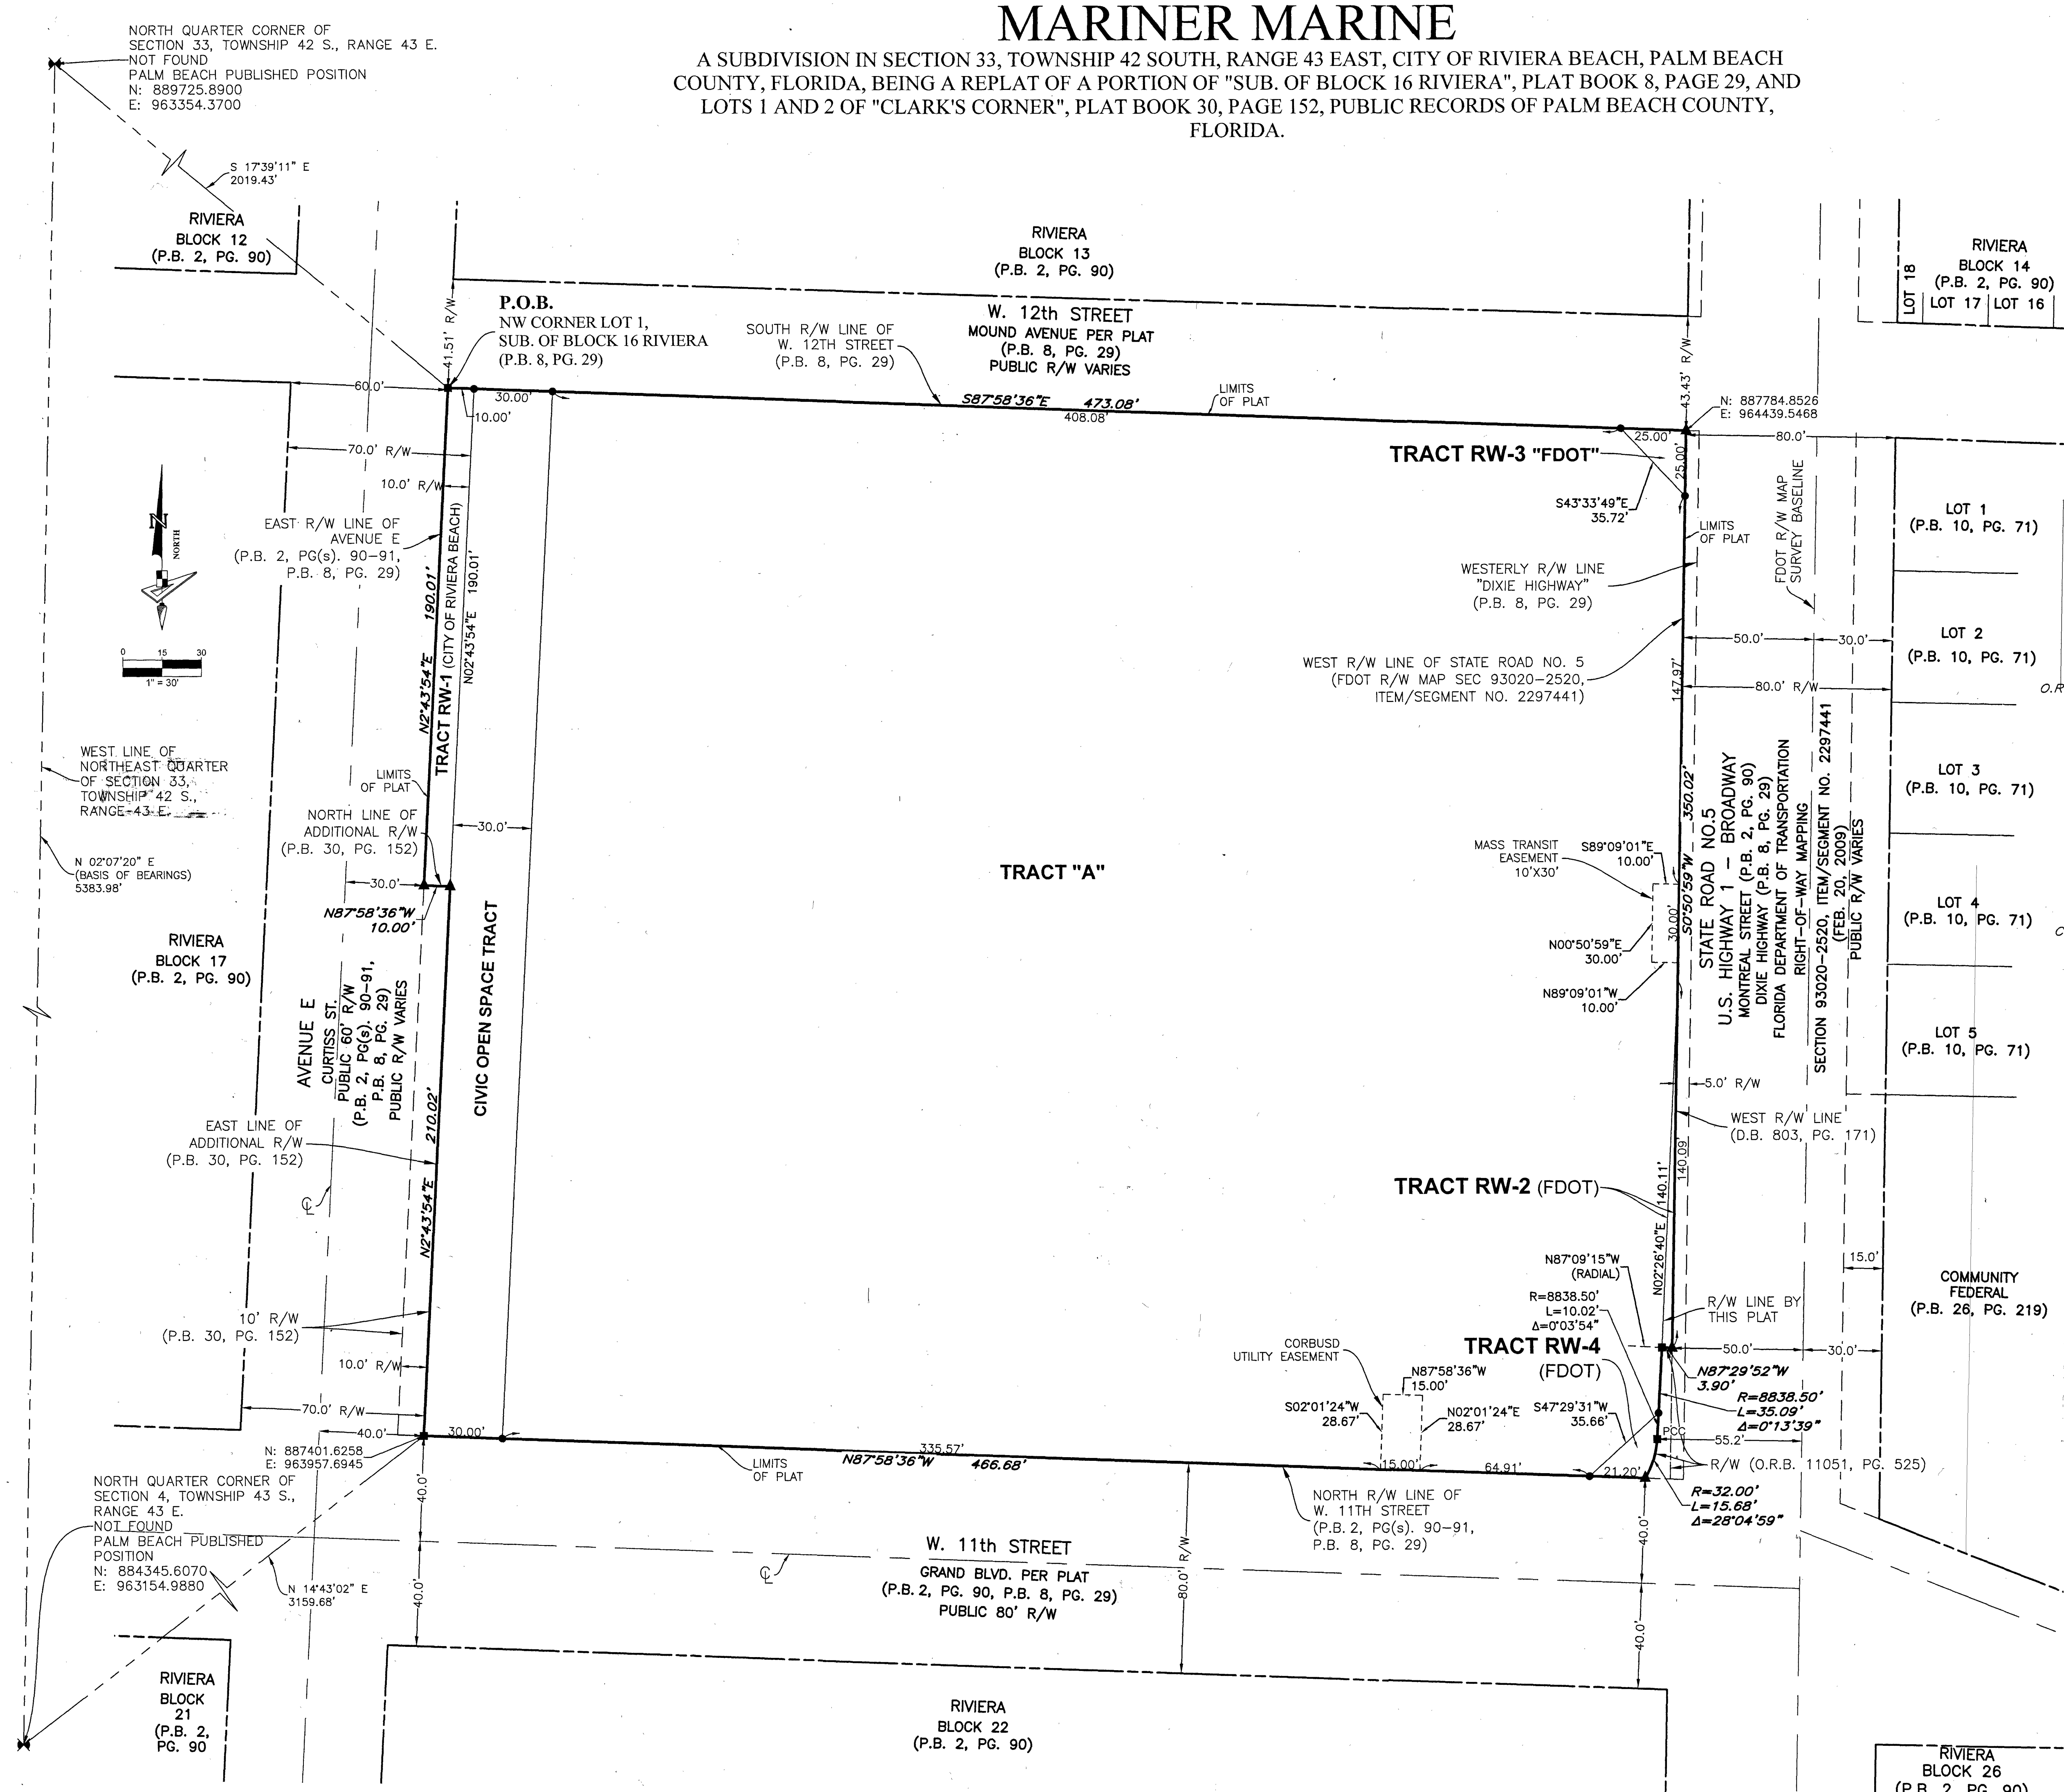 MARINER MARINE
A SUBDIVISION IN SECTION 33, TOWNSHIP 42 SOUTH, RANGE 43 EAST, CITY OF RIVIERA BEACH, PALM BEACH
COUNTY, FLORIDA, BEING A REPLAT OF A PORTION OF "SUB. OF BLOCK 16 RIVIERA", PLAT BOOK 8, PAGE 29, AND
LOTS 1 AND 2 OF "CLARK'S CORNER", PLAT BOOK 30, PAGE 152, PUBLIC RECORDS OF PALM BEACH COUNTY,
FLORIDA.
NORTH QUARTER CORNER OF
SECTION 33, TOWNSHIP 42 S., RANGE 43 E.
NOT FOUND
PALM BEACH PUBLISHED POSITION
N: 889725.8900
E: 963354.3700
S 17°39'11" E
2019.43'
RIVIERA
BLOCK 12
(P.B. 2, PG. 90)
RIVIERA
BLOCK 13
(P.B. 2, PG. 90)
RIVIERA
BLOCK 14
(P.B. 2, PG. 90)
LOT 18
LOT 17
LOT 16
41.51' R/W
P.O.B.
NW CORNER LOT 1,
SUB. OF BLOCK 16 RIVIERA
(P.B. 8, PG. 29)
SOUTH R/W LINE OF
W. 12TH STREET
(P.B. 8, PG. 29)
W. 12th STREET
MOUND AVENUE PER PLAT
(P.B. 8, PG. 29)
PUBLIC R/W VARIES
43.43' R/W
60.0'
30.00'
10.00'
S87°58'36"E 473.08'
408.08'
LIMITS
OF PLAT
N: 887784.8526
E: 964439.5468
25.00'
80.0'
25.00'
TRACT RW-3 "FDOT"
S43°33'49"E
35.72'
70.0' R/W
10.0' R/W
N
NORTH
0 15 30
1" = 30'
EAST R/W LINE OF
AVENUE E
(P.B. 2, PG(s). 90-91,
P.B. 8, PG. 29)
N2°43'54"E 190.01'
TRACT RW-1 (CITY OF RIVIERA BEACH)
N02°43'54"E 190.01'
LIMITS
OF PLAT
WESTERLY R/W LINE
"DIXIE HIGHWAY"
(P.B. 8, PG. 29)
FDOT R/W MAP
SURVEY BASELINE
LOT 1
(P.B. 10, PG. 71)
LOT 2
(P.B. 10, PG. 71)
50.0'
30.0'
WEST R/W LINE OF STATE ROAD NO. 5
(FDOT R/W MAP SEC 93020-2520,
ITEM/SEGMENT NO. 2297441)
147.97'
80.0' R/W
O.R
WEST LINE OF
NORTHEAST QUARTER
OF SECTION 33,
TOWNSHIP 42 S.,
RANGE 43 E.
N 02°07'20" E
(BASIS OF BEARINGS)
5383.98'
LIMITS
OF PLAT
NORTH LINE OF
ADDITIONAL R/W
(P.B. 30, PG. 152)
30.0'
30.0'
N87°58'36"W
10.00'
TRACT "A"
MASS TRANSIT
EASEMENT
10'X30'
S89°09'01"E
10.00'
N00°50'59"E
30.00'
30.00'
N89°09'01"W
10.00'
S0°50'59"W 350.02'
STATE ROAD NO.5
U.S. HIGHWAY 1 - BROADWAY
MONTREAL STREET (P.B. 2, PG. 90)
DIXIE HIGHWAY (P.B. 8, PG. 29)
FLORIDA DEPARTMENT OF TRANSPORTATION
RIGHT-OF-WAY MAPPING
SECTION 93020-2520, ITEM/SEGMENT NO. 2297441
(FEB. 20, 2009)
PUBLIC R/W VARIES
LOT 3
(P.B. 10, PG. 71)
LOT 4
(P.B. 10, PG. 71)
LOT 5
(P.B. 10, PG. 71)
RIVIERA
BLOCK 17
(P.B. 2, PG. 90)
AVENUE E
CURTISS ST.
PUBLIC 60' R/W
(P.B. 2, PG(s). 90-91,
P.B. 8, PG. 29)
PUBLIC R/W VARIES
CIVIC OPEN SPACE TRACT
N2°43'54"E 210.02'
EAST LINE OF
ADDITIONAL R/W
(P.B. 30, PG. 152)
5.0' R/W
WEST R/W LINE
(D.B. 803, PG. 171)
140.09'
TRACT RW-2 (FDOT)
N02°26'40"E 140.11'
15.0'
COMMUNITY
FEDERAL
(P.B. 26, PG. 219)
N87°09'15"W
(RADIAL)
R=8838.50'
L=10.02'
Δ=0°03'54"
R/W LINE BY
THIS PLAT
10' R/W
(P.B. 30, PG. 152)
10.0' R/W
CORBUSD
UTILITY EASEMENT
TRACT RW-4
(FDOT)
50.0'
30.0'
N87°29'52"W
3.90'
N87°58'36"W
15.00'
S02°01'24"W
28.67'
N02°01'24"E
28.67'
S47°29'31"W
35.66'
R=8838.50'
L=35.09'
Δ=0°13'39"
PCC
55.2'
70.0' R/W
40.0'
30.00'
N: 887401.6258
E: 963957.6945
LIMITS
OF PLAT
335.57'
N87°58'36"W 466.68'
15.00'
64.91'
21.20'
R/W (O.R.B. 11051, PG. 525)
R=32.00'
L=15.68'
Δ=28°04'59"
NORTH QUARTER CORNER OF
SECTION 4, TOWNSHIP 43 S.,
RANGE 43 E.
NOT FOUND
PALM BEACH PUBLISHED
POSITION
N: 884345.6070
E: 963154.9880
N 14°43'02" E
3159.68'
40.0'
40.0'
NORTH R/W LINE OF
W. 11TH STREET
(P.B. 2, PG(s). 90-91,
P.B. 8, PG. 29)
W. 11th STREET
GRAND BLVD. PER PLAT
(P.B. 2, PG. 90, P.B. 8, PG. 29)
PUBLIC 80' R/W
80.0' R/W
40.0'
40.0'
RIVIERA
BLOCK
21
(P.B. 2,
PG. 90
RIVIERA
BLOCK 22
(P.B. 2, PG. 90)
RIVIERA
BLOCK 26
(P.B. 2, PG. 90)